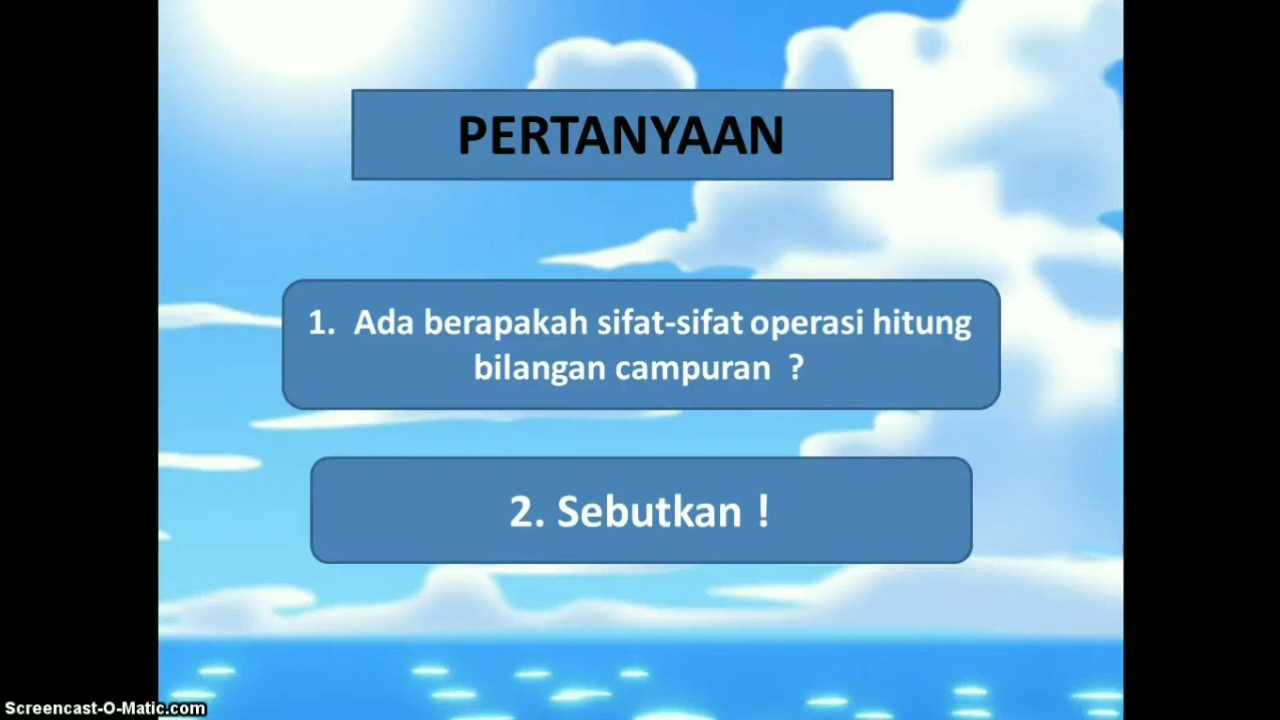 PERTANYAAN
1. Ada berapakah sifat-sifat operasi hitung
bilangan campuran ?
2. Sebutkan !
Screencast-O-Matic.com